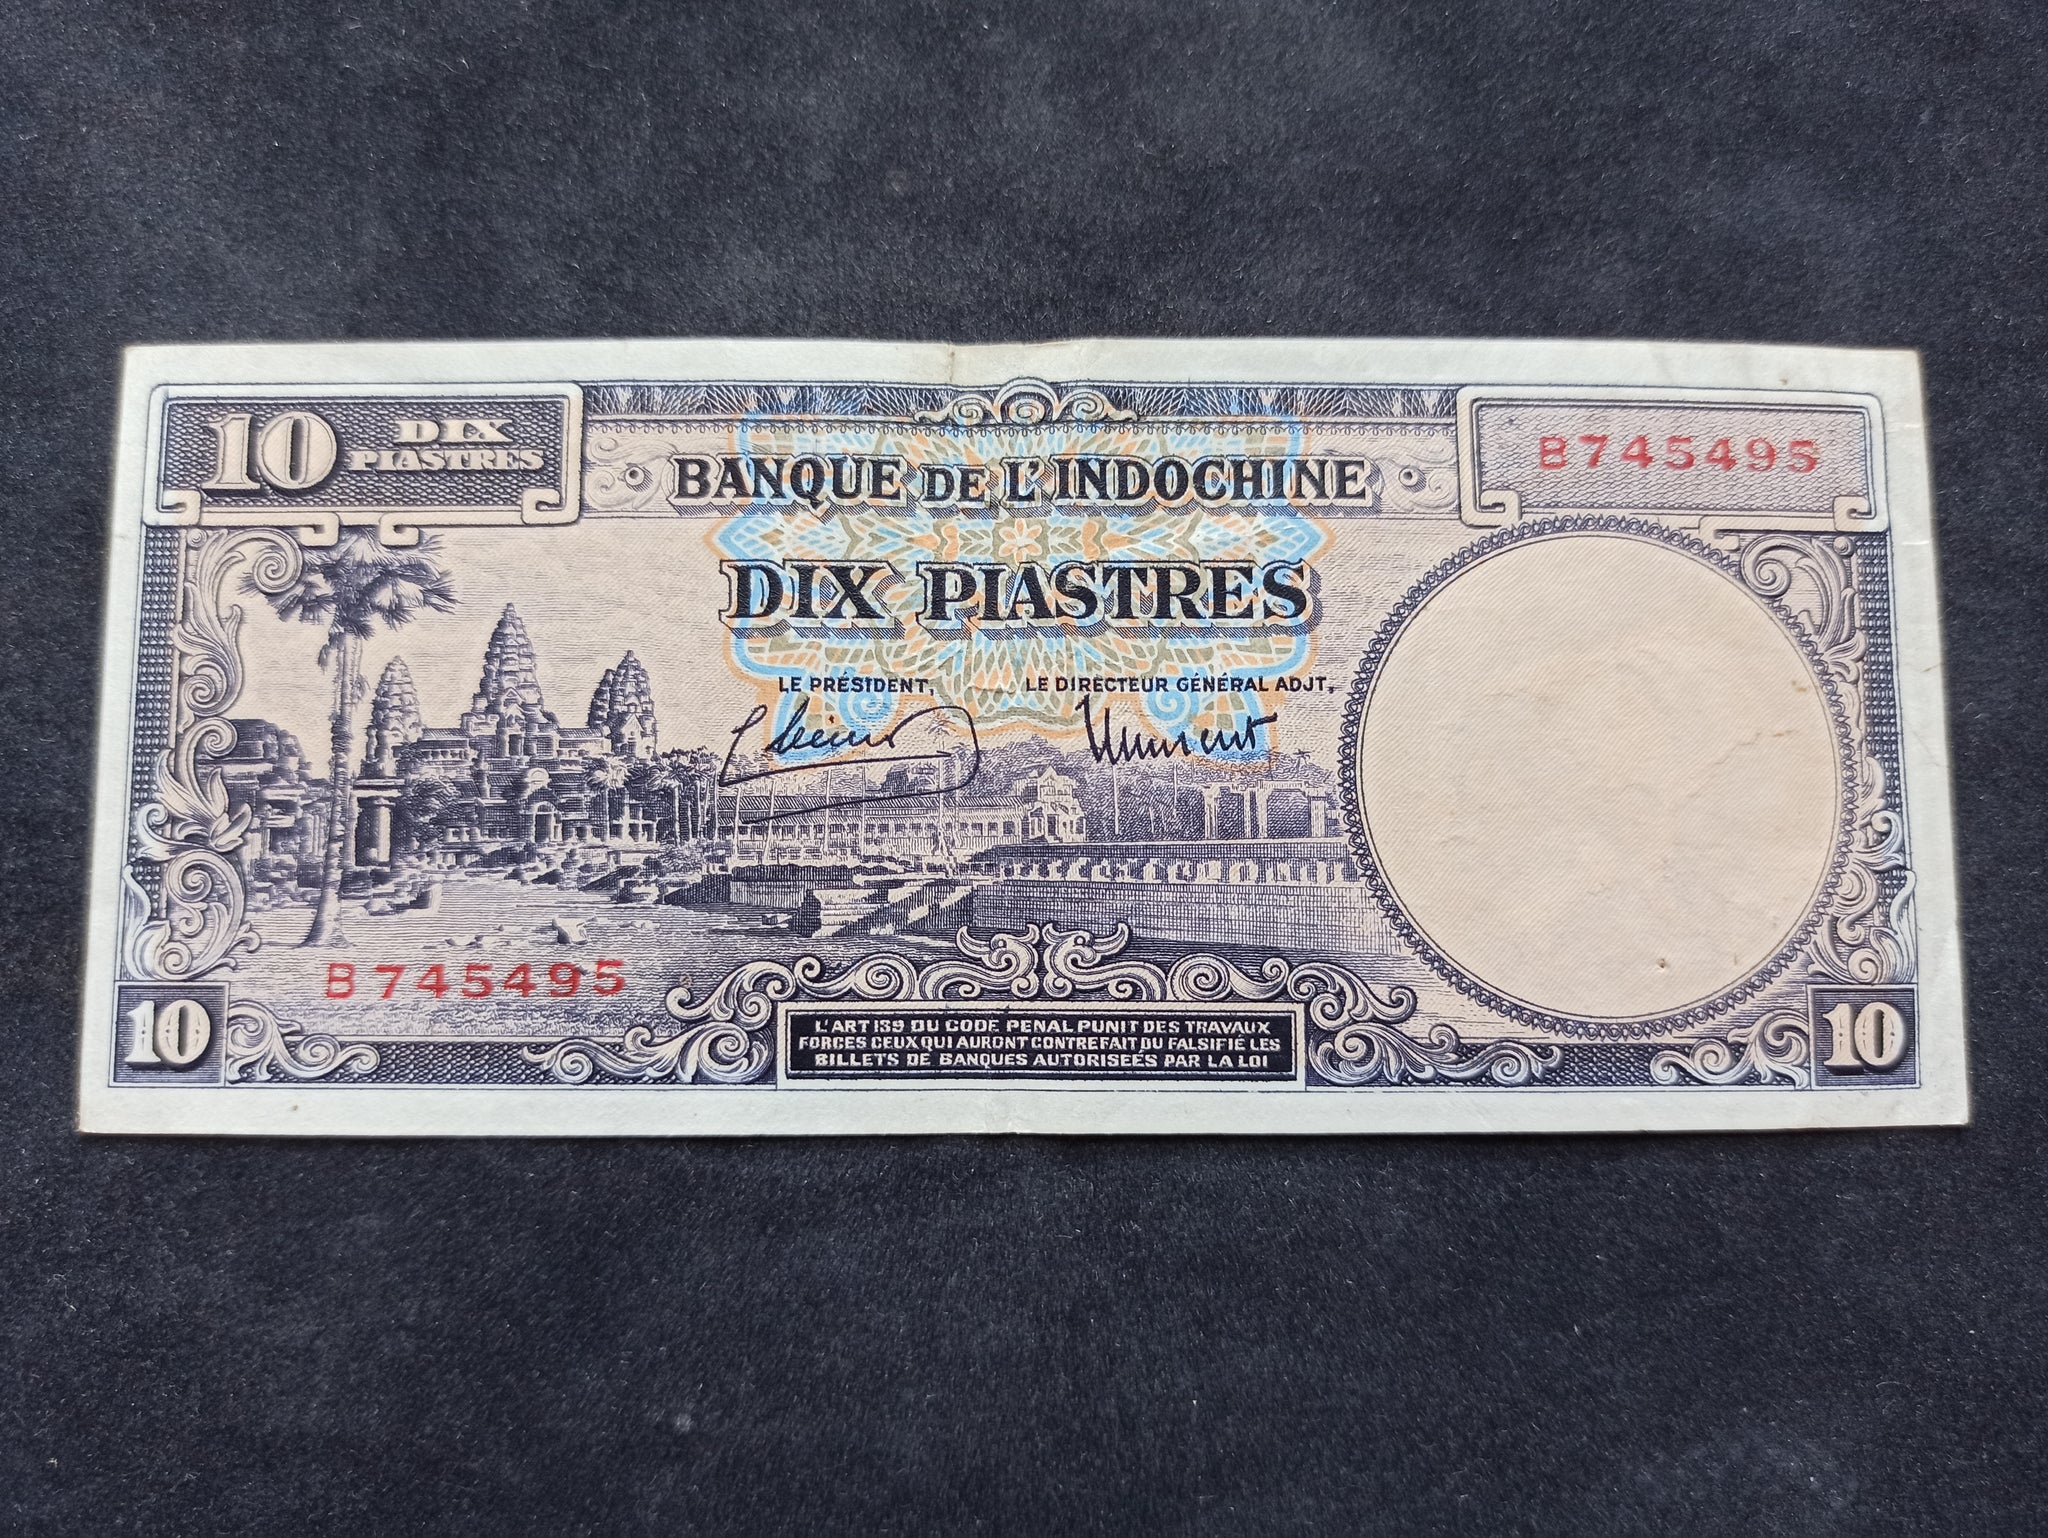 10 DIX
PIASTRES
B745495
BANQUE DE L'INDOCHINE
DIX PIASTRES
LE PRÉSIDENT,
LE DIRECTEUR GÉNÉRAL ADJT,
B745495
10
L'ART 139 DU CODE PENAL PUNIT DES TRAVAUX
FORCES CEUX QUI AURONT CONTREFAIT OU FALSIFIÉ LES
BILLETS DE BANQUES AUTORISEÉS PAR LA LOI
10